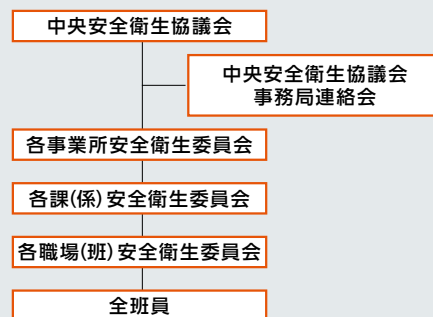 中央安全衛生協議会
中央安全衛生協議会
事務局連絡会
各事業所安全衛生委員会
各課(係)安全衛生委員会
各職場(班)安全衛生委員会
全班員